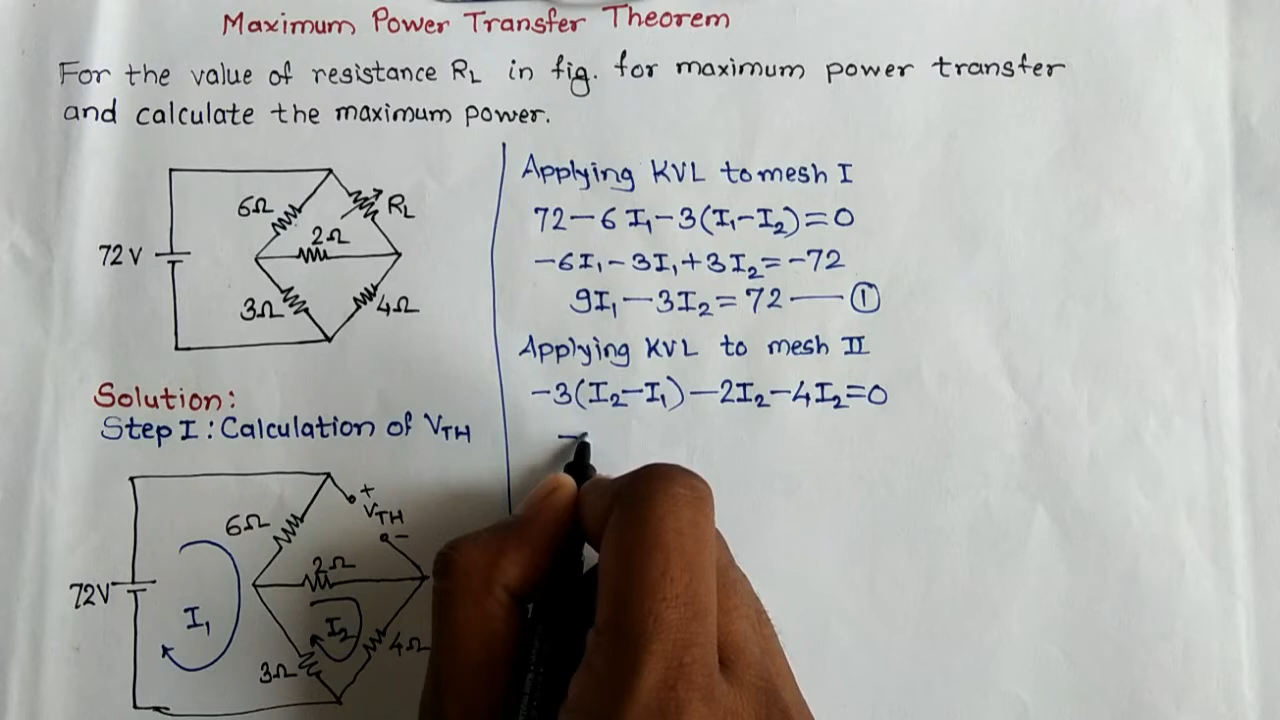 Maximum Power Transfer Theorem
For the value of resistance RL in fig. for maximum power transfer
and calculate the maximum power.
6Ω
RL
2Ω
72 V
3Ω
4Ω
Solution:
Step I : Calculation of VTH
+
VTH
-
6Ω
2Ω
72V
I1
I2
3Ω
4Ω
Applying KVL to mesh I
72-6I1-3(I1-I2)=0
-6I1-3I1+3I2=-72
9I1-3I2=72 — ①
Applying KVL to mesh II
-3(I2-I1)-2I2-4I2=0
-